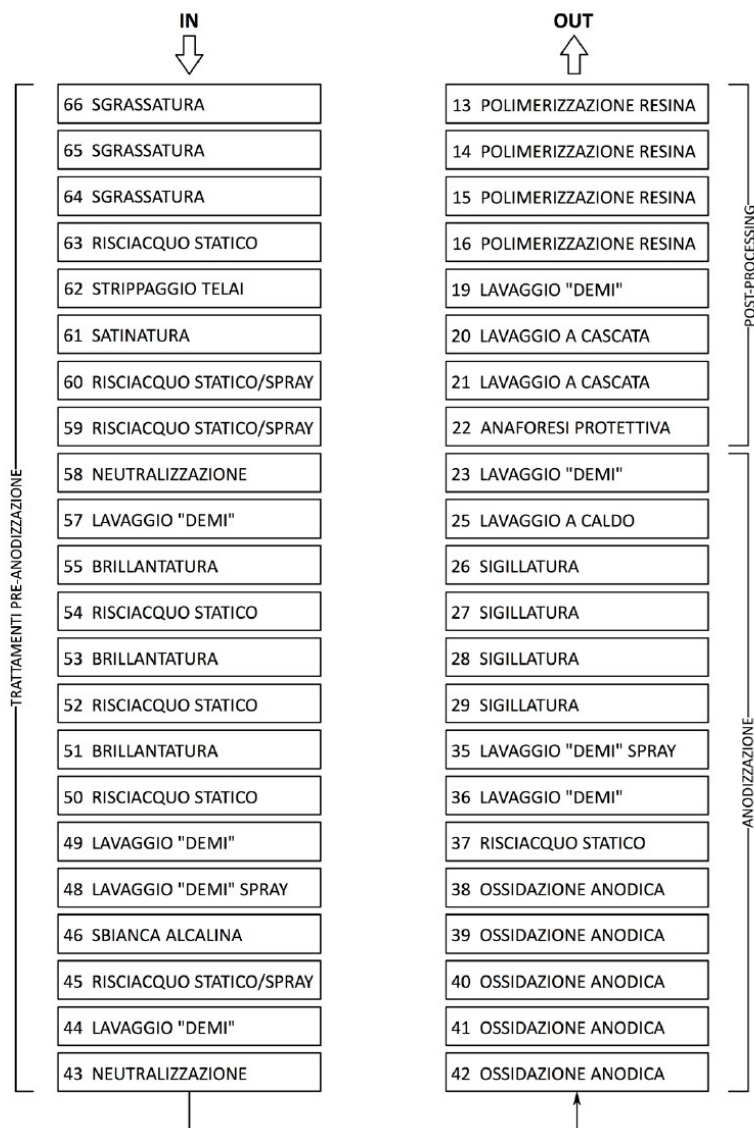 IN
66 SGRASSATURA
65 SGRASSATURA
64 SGRASSATURA
63 RISCIACQUO STATICO
62 STRIPPAGGIO TELAI
61 SATINATURA
60 RISCIACQUO STATICO/SPRAY
59 RISCIACQUO STATICO/SPRAY
58 NEUTRALIZZAZIONE
57 LAVAGGIO "DEMI"
55 BRILLANTATURA
54 RISCIACQUO STATICO
53 BRILLANTATURA
52 RISCIACQUO STATICO
51 BRILLANTATURA
50 RISCIACQUO STATICO
49 LAVAGGIO "DEMI"
48 LAVAGGIO "DEMI" SPRAY
46 SBIANCA ALCALINA
45 RISCIACQUO STATICO/SPRAY
44 LAVAGGIO "DEMI"
43 NEUTRALIZZAZIONE
TRATTAMENTI PRE-ANODIZZAZIONE
OUT
13 POLIMERIZZAZIONE RESINA
14 POLIMERIZZAZIONE RESINA
15 POLIMERIZZAZIONE RESINA
16 POLIMERIZZAZIONE RESINA
19 LAVAGGIO "DEMI"
20 LAVAGGIO A CASCATA
21 LAVAGGIO A CASCATA
22 ANAFORESI PROTETTIVA
23 LAVAGGIO "DEMI"
25 LAVAGGIO A CALDO
26 SIGILLATURA
27 SIGILLATURA
28 SIGILLATURA
29 SIGILLATURA
35 LAVAGGIO "DEMI" SPRAY
36 LAVAGGIO "DEMI"
37 RISCIACQUO STATICO
38 OSSIDAZIONE ANODICA
39 OSSIDAZIONE ANODICA
40 OSSIDAZIONE ANODICA
41 OSSIDAZIONE ANODICA
42 OSSIDAZIONE ANODICA
POST-PROCESSING
ANODIZZAZIONE